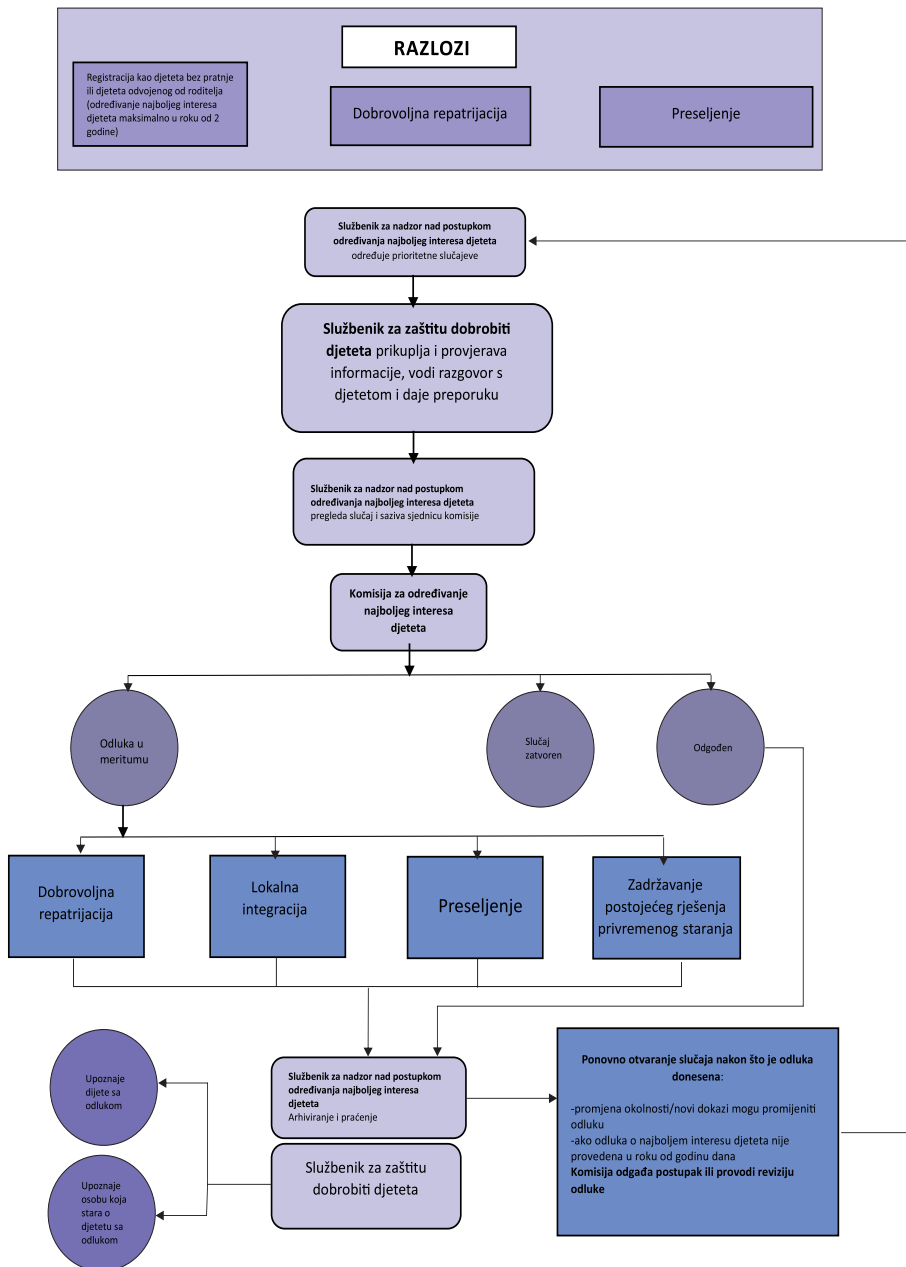 RAZLOZI
Registracija kao djeteta bez pratnje
ili djeteta odvojenog od roditelja
(određivanje najboljeg interesa
djeteta maksimalno u roku od 2
godine)
Dobrovoljna repatrijacija
Preseljenje
Službenik za nadzor nad postupkom
određivanja najboljeg interesa djeteta
određuje prioritetne slučajeve
Službenik za zaštitu dobrobiti
djeteta prikuplja i provjerava
informacije, vodi razgovor s
djetetom i daje preporuku
Službenik za nadzor nad postupkom
određivanja najboljeg interesa djeteta
pregleda slučaj i saziva sjednicu komisije
Komisija za određivanje
najboljeg interesa
djeteta
Odluka u
meritumu
Slučaj
zatvoren
Odgođen
Dobrovoljna
repatrijacija
Lokalna
integracija
Preseljenje
Zadržavanje
postojećeg rješenja
privremenog staranja
Upoznaje
dijete sa
odlukom
Službenik za nadzor nad postupkom
određivanja najboljeg interesa
djeteta
Arhiviranje i praćenje
Ponovno otvaranje slučaja nakon što je odluka
donesena:
-promjena okolnosti/novi dokazi mogu promijeniti
odluku
-ako odluka o najboljem interesu djeteta nije
provedena u roku od godinu dana
Komisija odgađa postupak ili provodi reviziju
odluke
Službenik za zaštitu
dobrobiti djeteta
Upoznaje
osobu koja
stara o
djetetu sa
odlukom